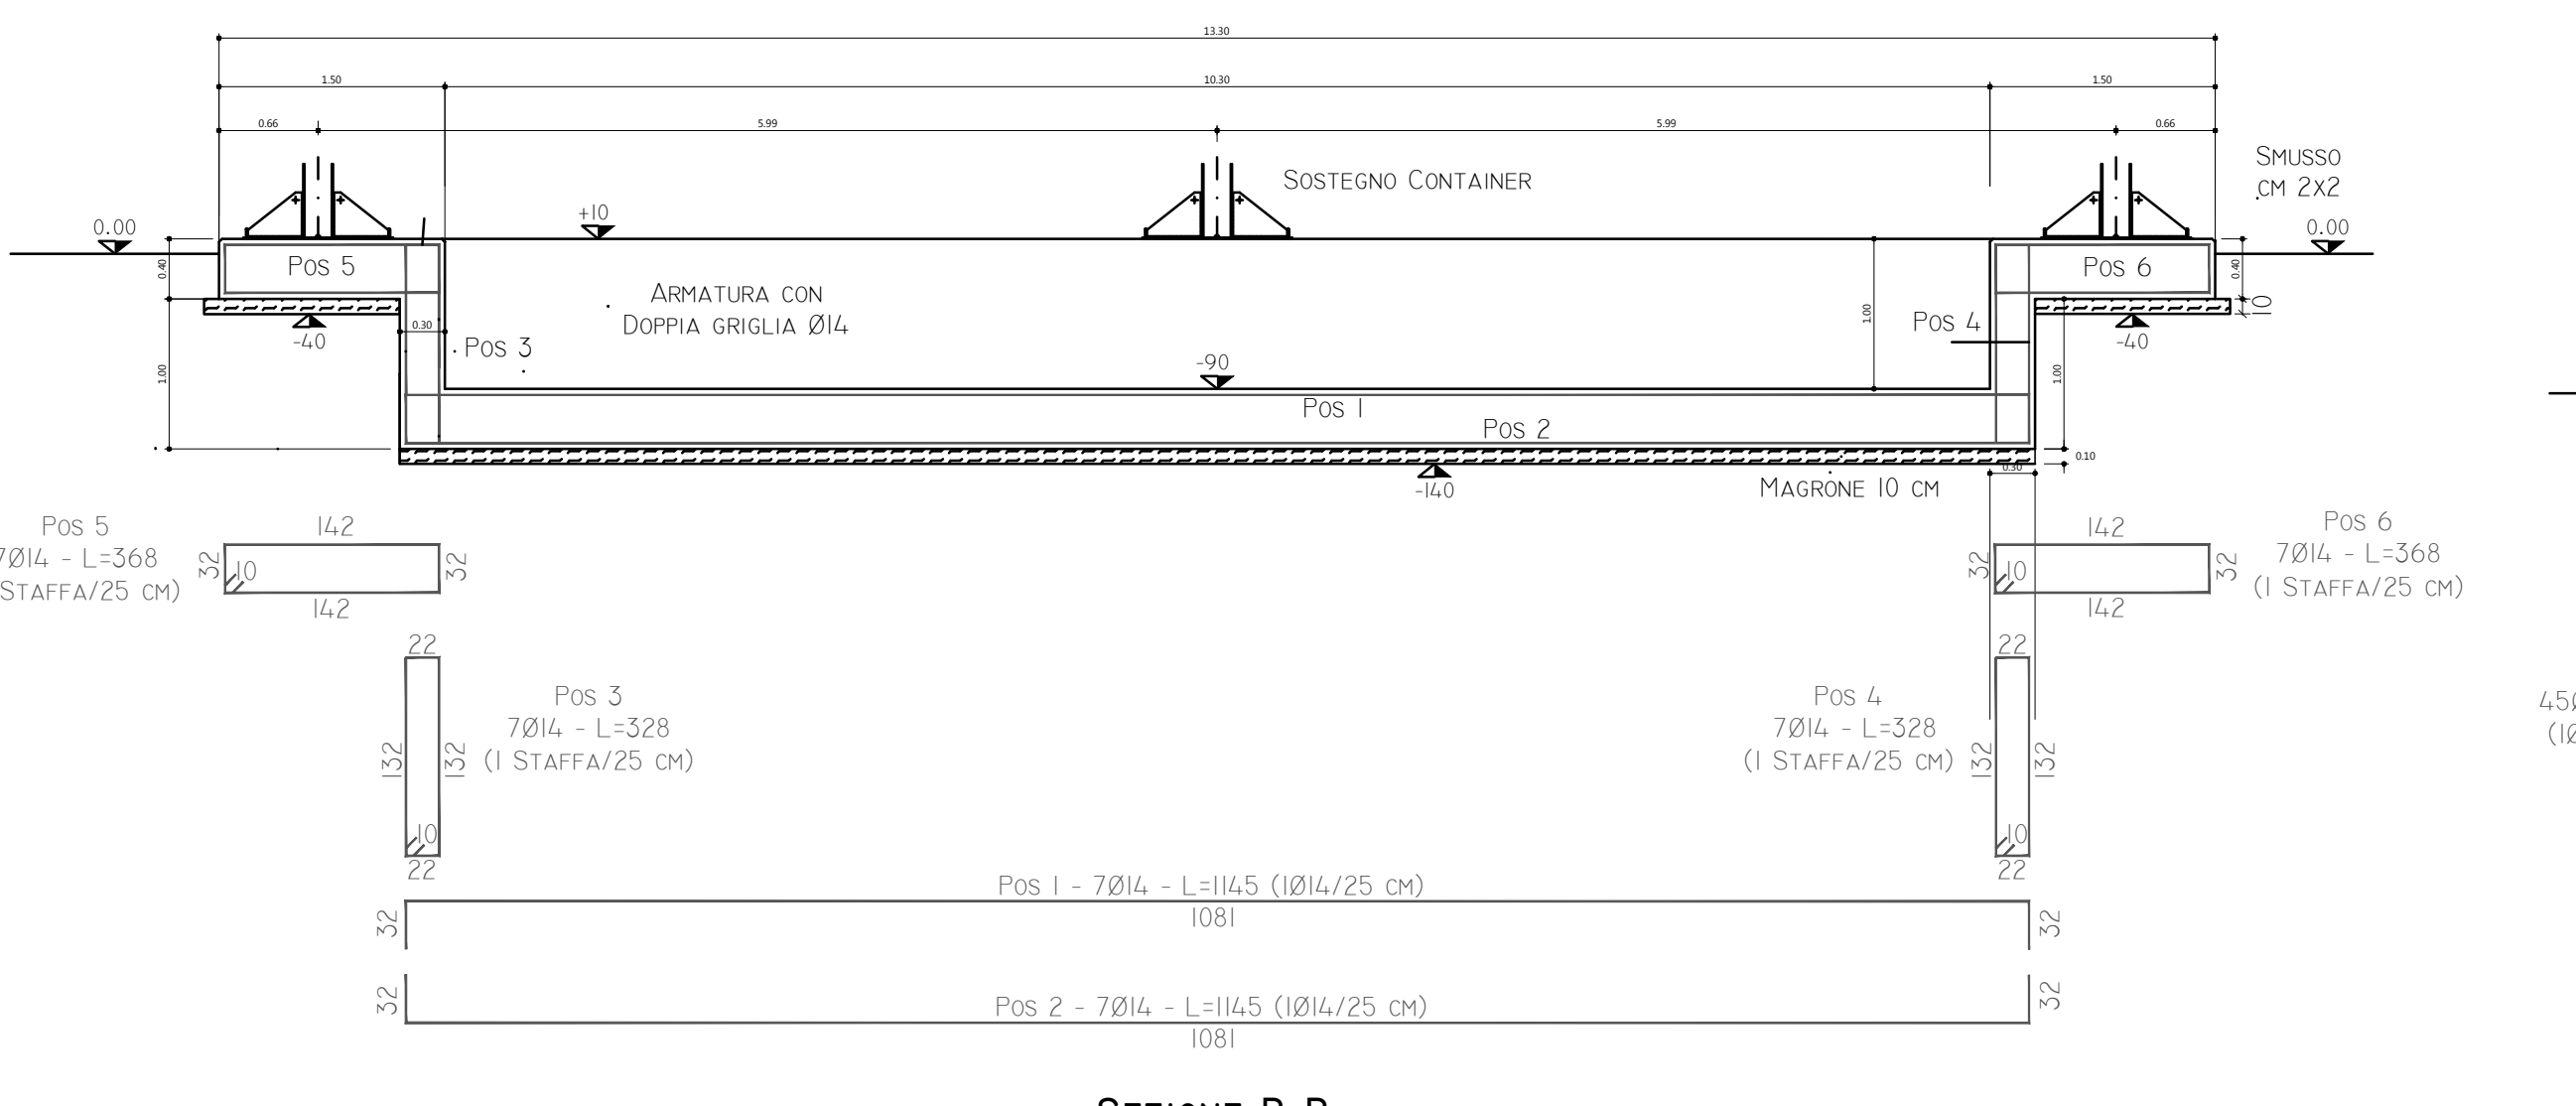 13.30
1.50
10.30
1.50
0.66
5.99
5.99
0.66
Smusso
cm 2x2
Sostegno Container
0.00
+10
0.00
Pos 5
Pos 6
0.40
0.40
10
Armatura con
Doppia griglia Ø14
1.00
Pos 4
0.30
-40
-40
Pos 3
-90
1.00
1.00
Pos 1
Pos 2
0.10
0.30
-140
Magrone 10 cm
Pos 5
7Ø14 - L=368
Staffa/25 cm)
142
32
10
32
142
142
32
10
32
142
Pos 6
7Ø14 - L=368
(1 Staffa/25 cm)
22
132
132
10
22
Pos 3
7Ø14 - L=328
(1 Staffa/25 cm)
Pos 4
7Ø14 - L=328
(1 Staffa/25 cm)
22
132
132
10
22
45Ø
(1Ø
Pos 1 - 7Ø14 - L=1145 (1Ø14/25 cm)
32
1081
32
Pos 2 - 7Ø14 - L=1145 (1Ø14/25 cm)
32
1081
32